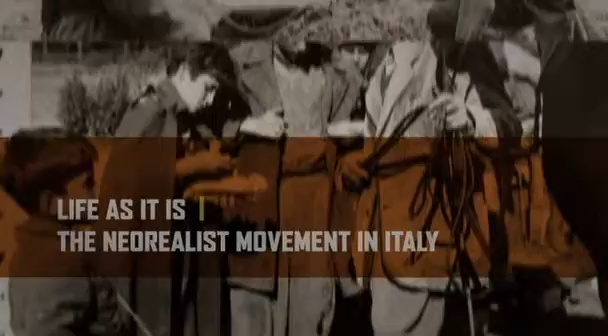 LIFE AS IT IS |
THE NEOREALIST MOVEMENT IN ITALY